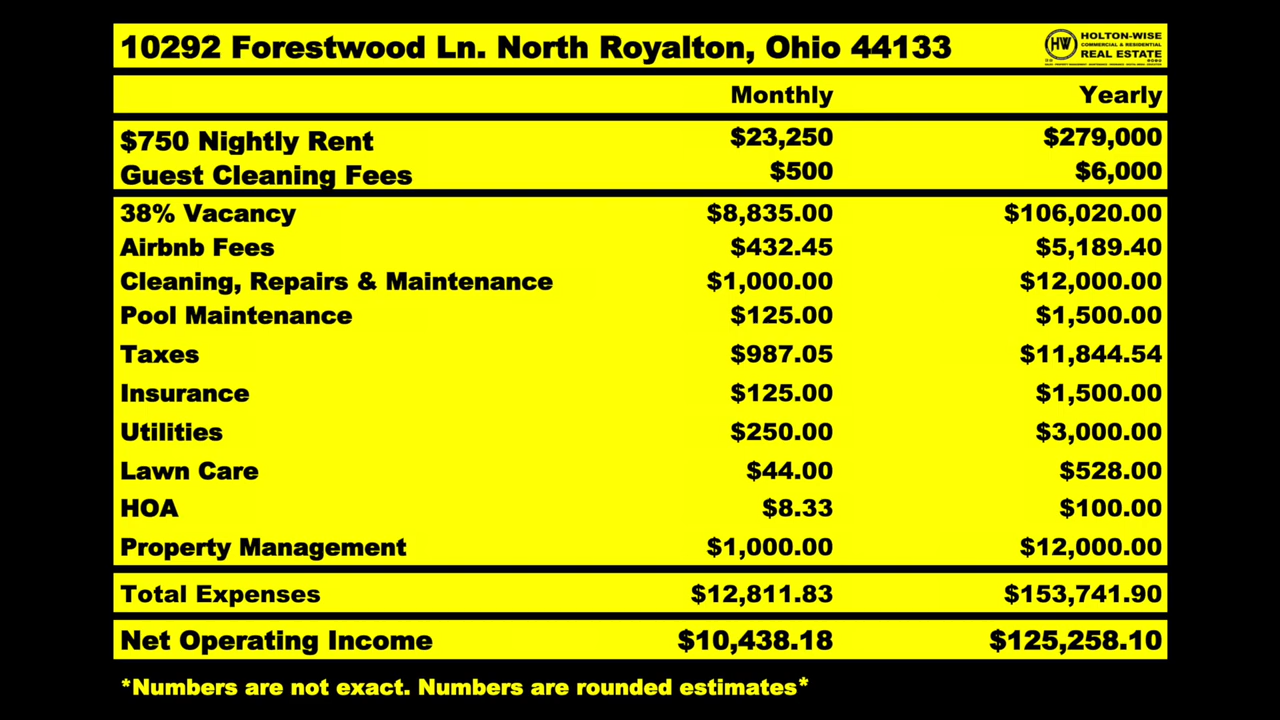 10292 Forestwood Ln. North Royalton, Ohio 44133
HW
HOLTON-WISE
COMMERCIAL & RESIDENTIAL
REAL ESTATE
Monthly Yearly
$750 Nightly Rent $23,250 $279,000
Guest Cleaning Fees $500 $6,000
38% Vacancy $8,835.00 $106,020.00
Airbnb Fees $432.45 $5,189.40
Cleaning, Repairs & Maintenance $1,000.00 $12,000.00
Pool Maintenance $125.00 $1,500.00
Taxes $987.05 $11,844.54
Insurance $125.00 $1,500.00
Utilities $250.00 $3,000.00
Lawn Care $44.00 $528.00
HOA $8.33 $100.00
Property Management $1,000.00 $12,000.00
Total Expenses $12,811.83 $153,741.90
Net Operating Income $10,438.18 $125,258.10
*Numbers are not exact. Numbers are rounded estimates*